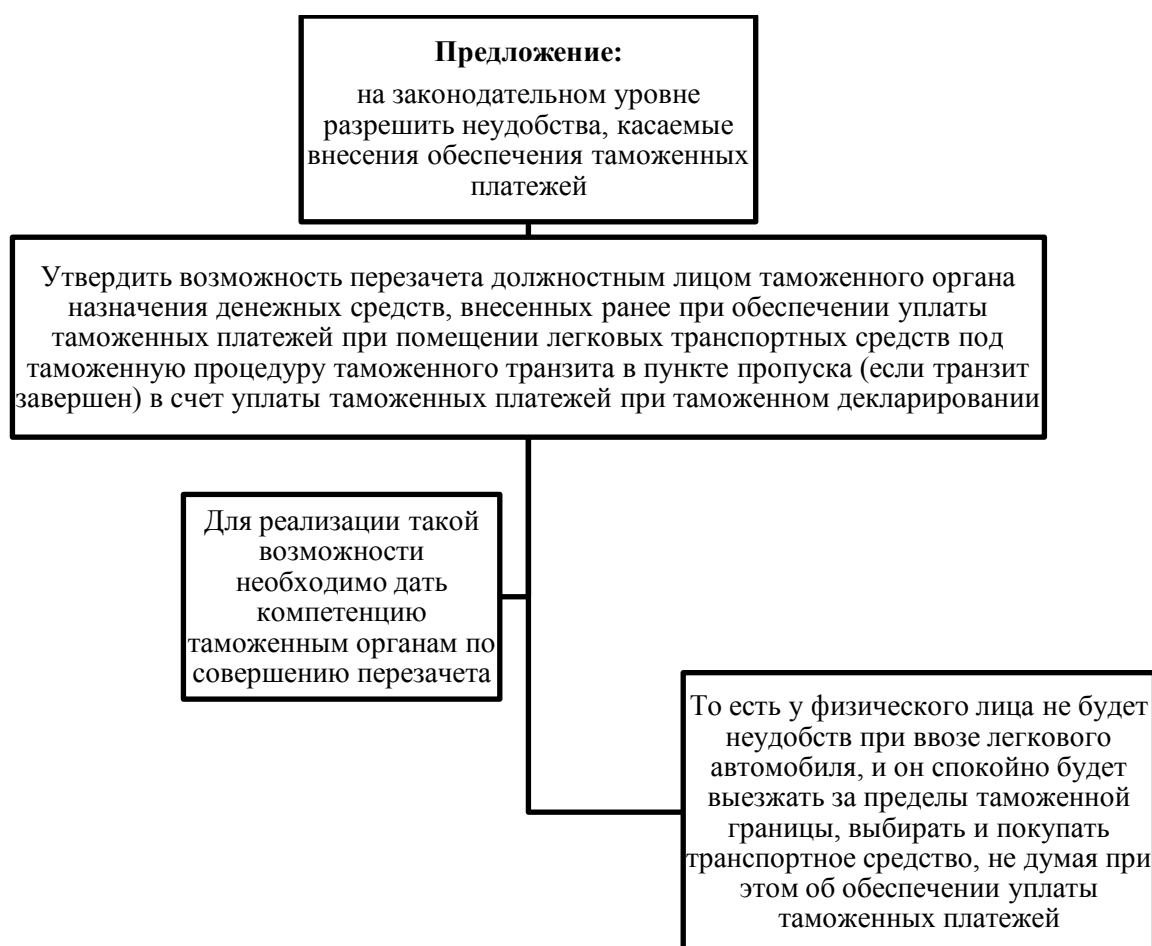 Предложение:
на законодательном уровне
разрешить неудобства, касаемые
внесения обеспечения таможенных
платежей
Утвердить возможность перезачета должностным лицом таможенного органа
назначения денежных средств, внесенных ранее при обеспечении уплаты
таможенных платежей при помещении легковых транспортных средств под
таможенную процедуру таможенного транзита в пункте пропуска (если транзит
завершен) в счет уплаты таможенных платежей при таможенном декларировании
Для реализации такой
возможности
необходимо дать
компетенцию
таможенным органам по
совершению перезачета
То есть у физического лица не будет
неудобств при ввозе легкового
автомобиля, и он спокойно будет
выезжать за пределы таможенной
границы, выбирать и покупать
транспортное средство, не думая при
этом об обеспечении уплаты
таможенных платежей